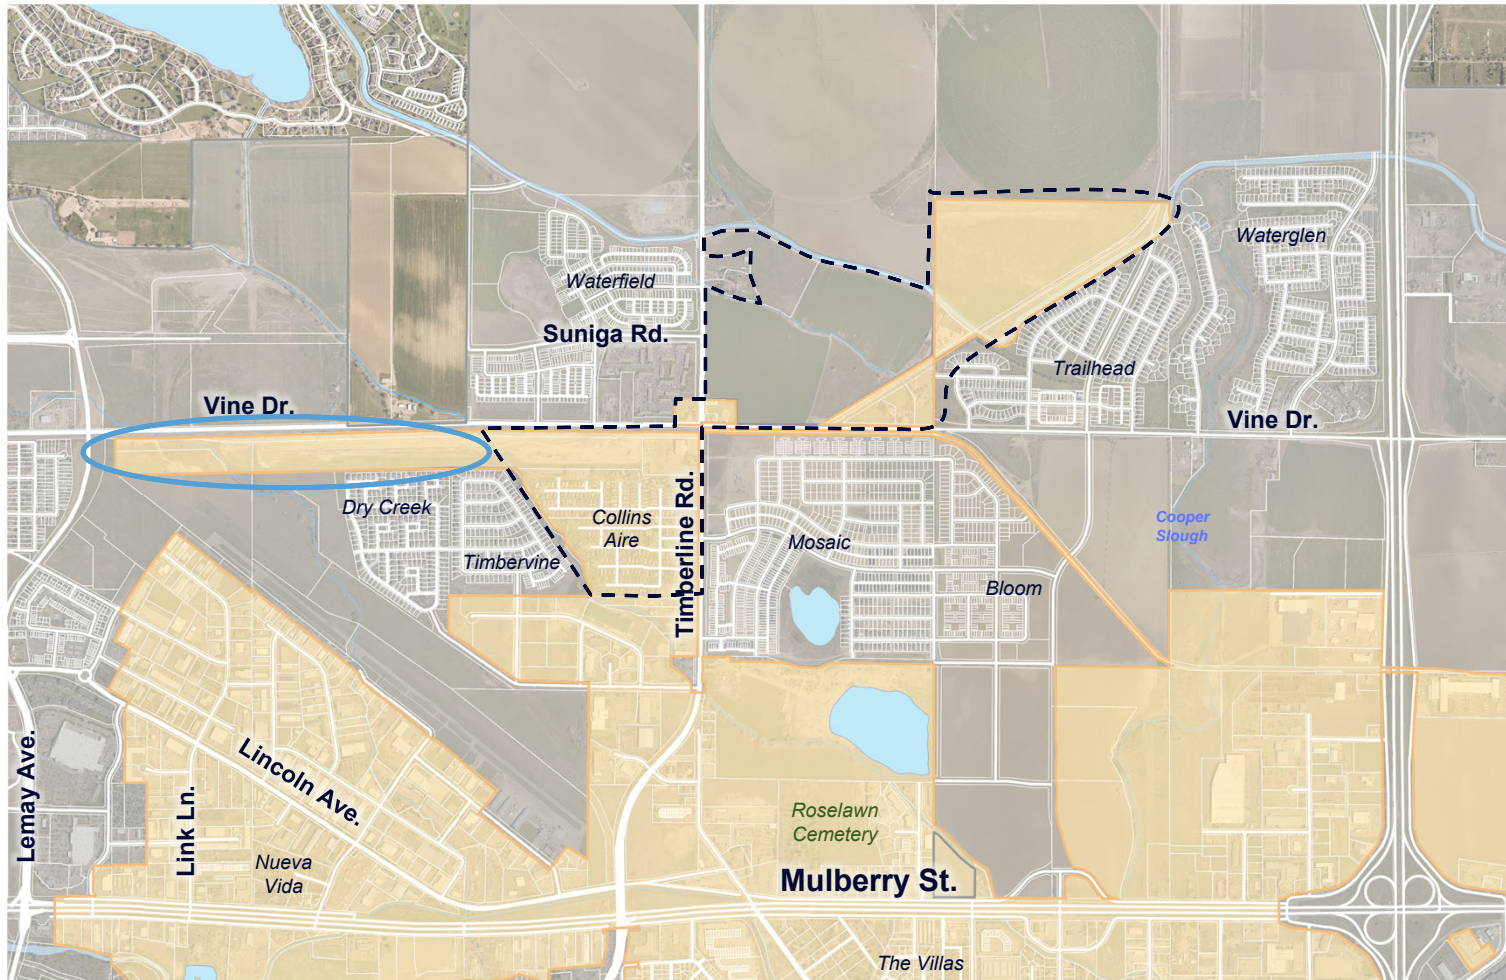 Waterglen
Waterfield
Suniga Rd.
Trailhead
Vine Dr.
Vine Dr.
Dry Creek
Collins
Aire
Timbervine
Timberline Rd.
Mosaic
Cooper
Slough
Bloom
Lemay Ave.
Link Ln.
Lincoln Ave.
Nueva
Vida
Roselawn
Cemetery
Mulberry St.
The Villas